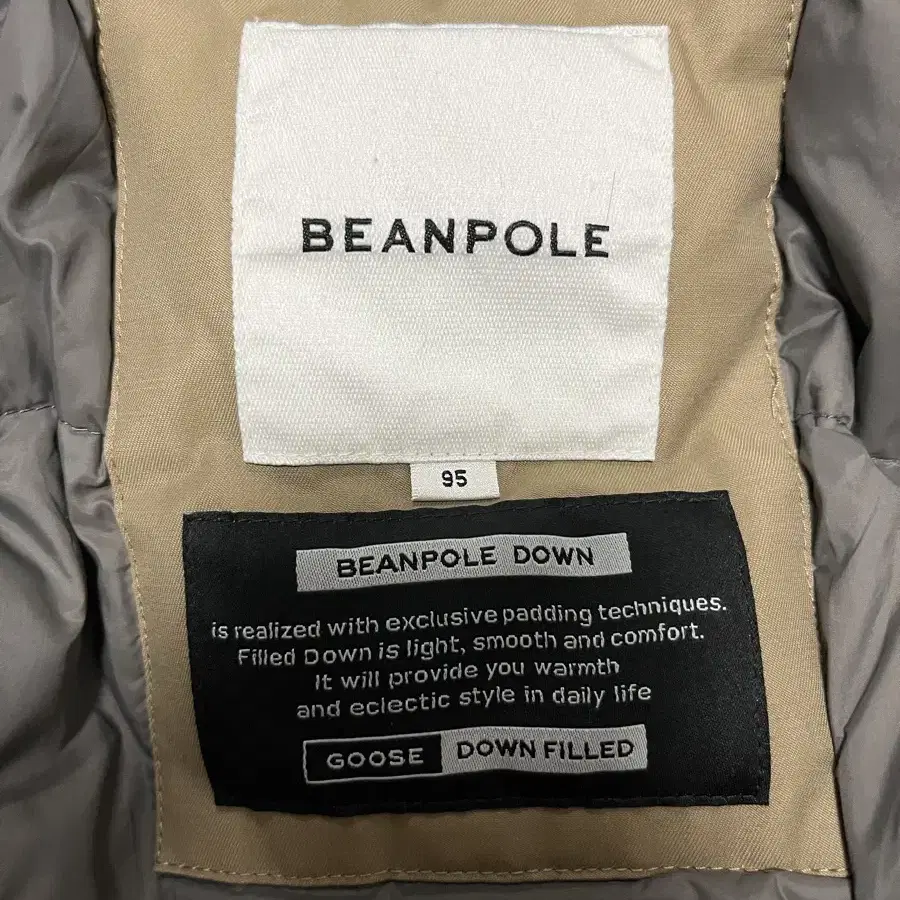 BEANPOLE
95
BEANPOLE DOWN
is realized with exclusive padding techniques.
Filled Down is light, smooth and comfort.
It will provide you warmth
and eclectic style in daily life
GOOSE DOWN FILLED